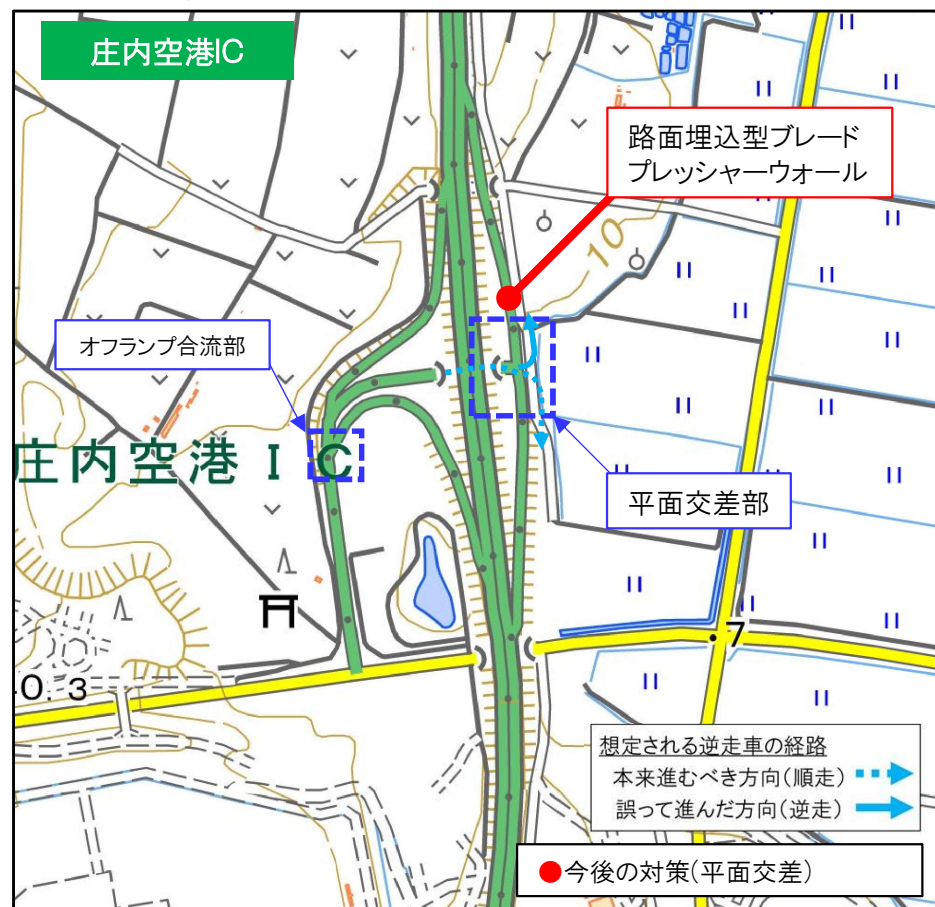 庄内空港IC
路面埋込型ブレード
プレッシャーウォール
10
オフランプ合流部
庄内空港IC
平面交差部
7
40.3
想定される逆走車の経路
本来進むべき方向(順走)
誤って進んだ方向(逆走)
●今後の対策(平面交差)